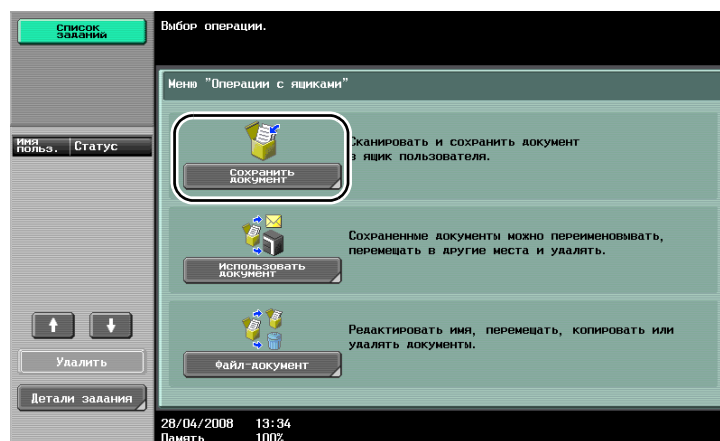 Список
заданий
Выбор операции.
Меню "Операции с ящиками"
Имя
польз.
Статус
Сканировать и сохранить документ
в ящик пользователя.
Сохранить
документ
Сохраненные документы можно переименовывать,
перемещать в другие места и удалять.
Использовать
документ
Редактировать имя, перемещать, копировать или
удалять документы.
Файл-документ
Удалить
Детали задания
28/04/2008 13:34
Память 100%